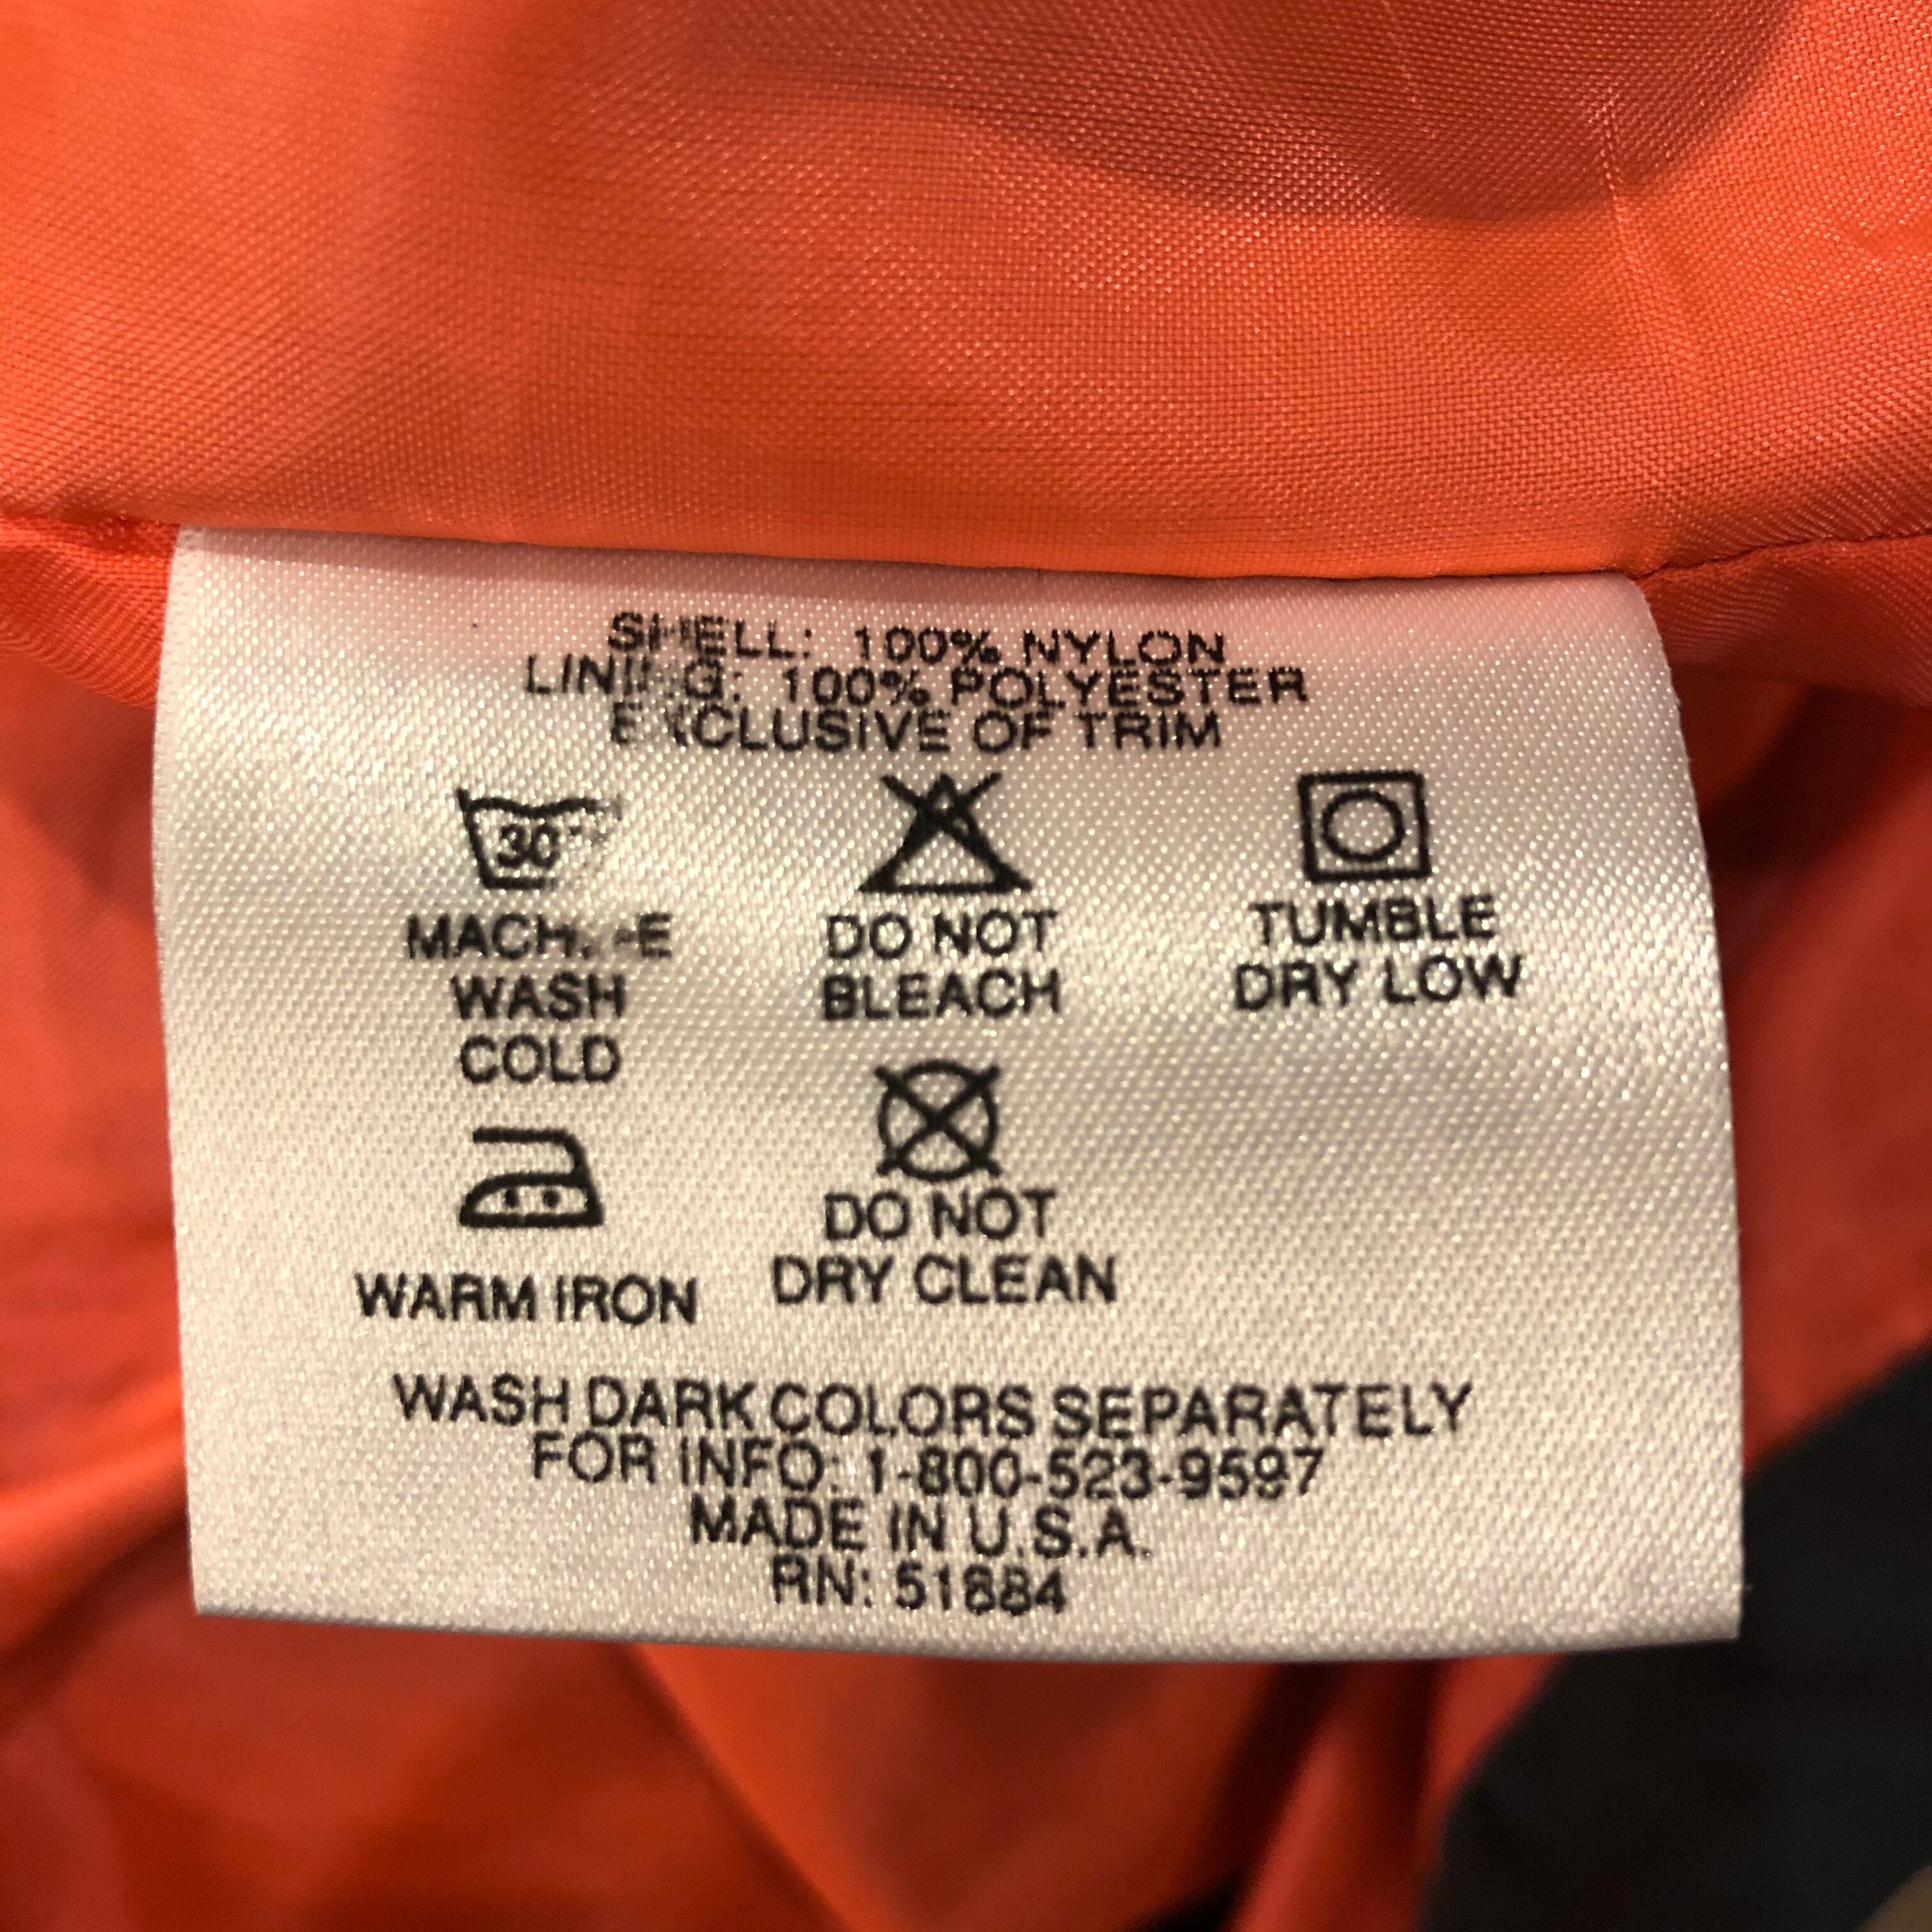 SHELL: 100% NYLON
LINING: 100% POLYESTER
EXCLUSIVE OF TRIM
30°
MACHINE
WASH
COLD
DO NOT
BLEACH
TUMBLE
DRY LOW
WARM IRON
DO NOT
DRY CLEAN
WASH DARK COLORS SEPARATELY
FOR INFO: 1-800-523-9597
MADE IN U.S.A.
RN: 51884